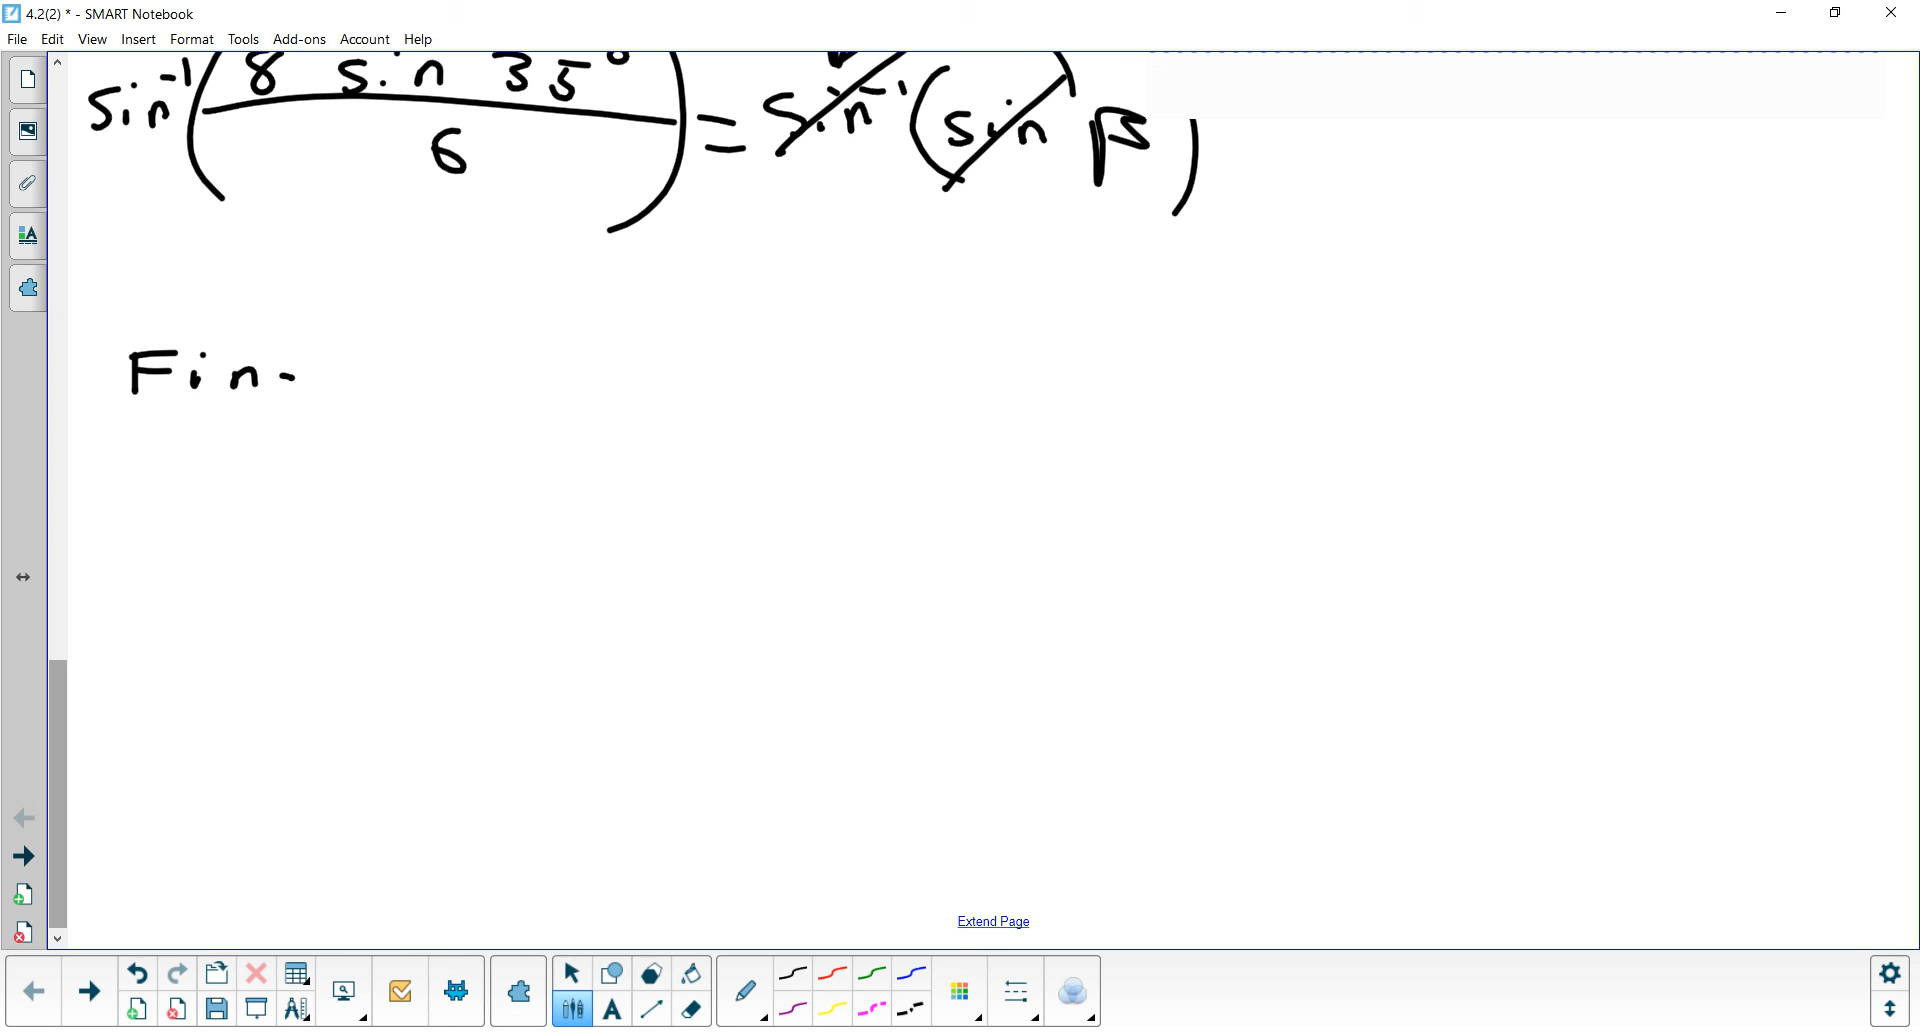 4.2(2) * - SMART Notebook
File Edit View Insert Format Tools Add-ons Account Help
sin⁻¹(8 sin 35° / 6) = sin⁻¹(sin β)
Fin-
Extend Page